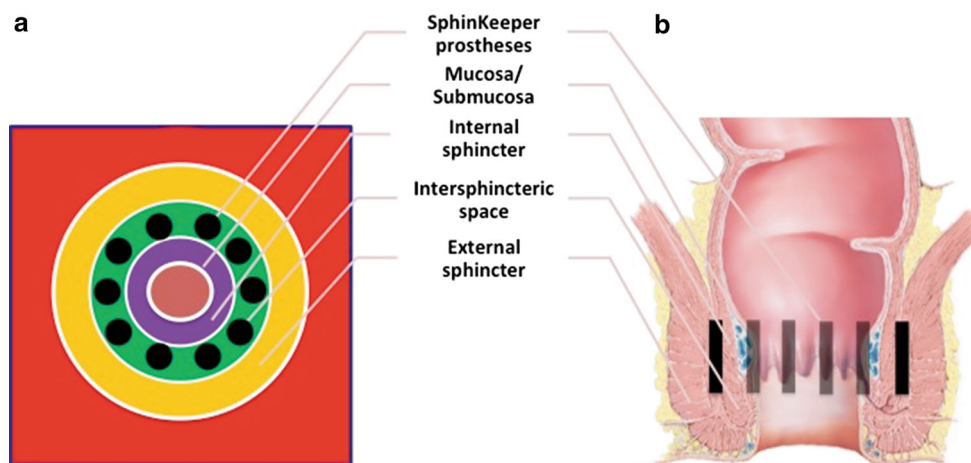 a
SphinKeeper
prostheses
b
Mucosa/
Submucosa
Internal
sphincter
Intersphincteric
space
External
sphincter